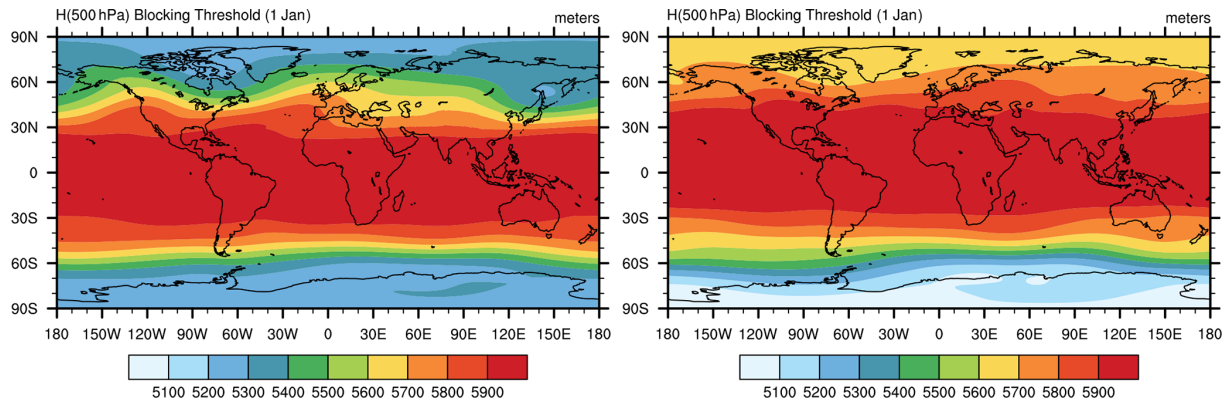 H(500 hPa) Blocking Threshold (1 Jan) meters
90N
60N
30N
0
30S
60S
90S
180 150W 120W 90W 60W 30W 0 30E 60E 90E 120E 150E 180
5100 5200 5300 5400 5500 5600 5700 5800 5900
H(500 hPa) Blocking Threshold (1 Jan) meters
90N
60N
30N
0
30S
60S
90S
180 150W 120W 90W 60W 30W 0 30E 60E 90E 120E 150E 180
5100 5200 5300 5400 5500 5600 5700 5800 5900